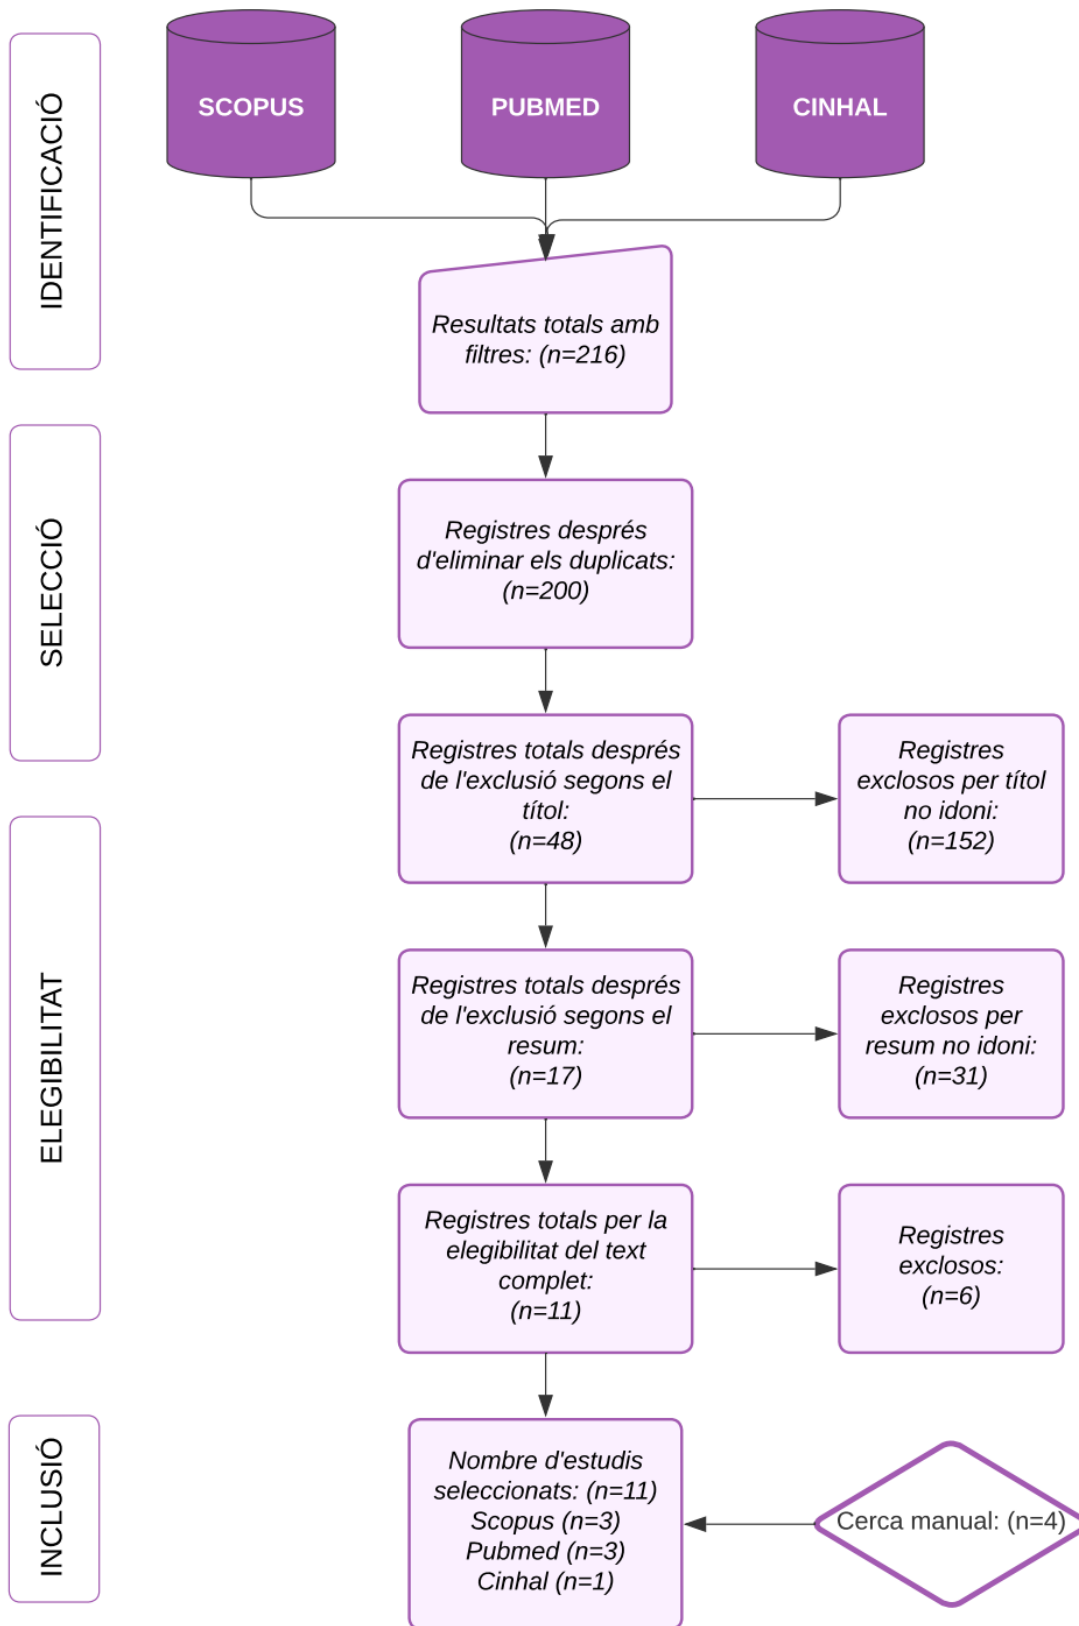 IDENTIFICACIÓ
SCOPUS
PUBMED
CINHAL
Resultats totals amb
filtres: (n=216)
SELECCIÓ
Registres després
d'eliminar els duplicats:
(n=200)
Registres totals després
de l'exclusió segons el
títol:
(n=48)
Registres
exclosos per títol
no idoni:
(n=152)
ELEGIBILITAT
Registres totals després
de l'exclusió segons el
resum:
(n=17)
Registres
exclosos per
resum no idoni:
(n=31)
Registres totals per la
elegibilitat del text
complet:
(n=11)
Registres
exclosos:
(n=6)
INCLUSIÓ
Nombre d'estudis
seleccionats: (n=11)
Scopus (n=3)
Pubmed (n=3)
Cinhal (n=1)
Cerca manual: (n=4)